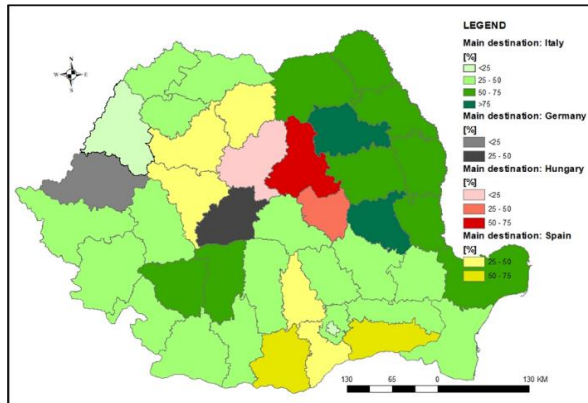 LEGEND
Main destination: Italy
[%]
<25
25 - 50
50 - 75
>75
Main destination: Germany
[%]
<25
25 - 50
Main destination: Hungary
[%]
<25
25 - 50
50 - 75
Main destination: Spain
[%]
25 - 50
50 - 75
N
W E
S
130 65 0 130 KM